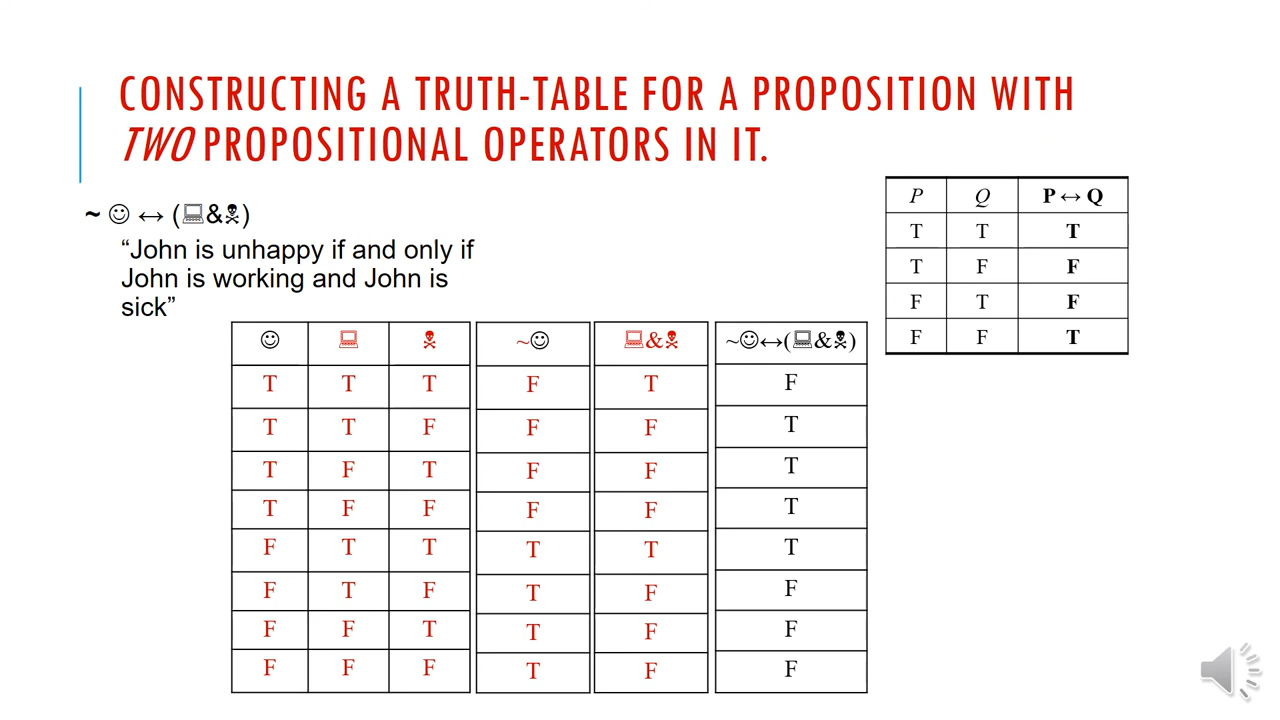 CONSTRUCTING A TRUTH-TABLE FOR A PROPOSITION WITH
TWO PROPOSITIONAL OPERATORS IN IT.
~ ☺ ↔ (💻&☠)
“John is unhappy if and only if
John is working and John is
sick”
P Q P ↔ Q
T T T
T F F
F T F
F F T
☺ 💻 ☠ ~☺ 💻&☠ ~☺↔(💻&☠)
T T T F T F
T T F F F T
T F T F F T
T F F F F T
F T T T T T
F T F T F F
F F T T F F
F F F T F F